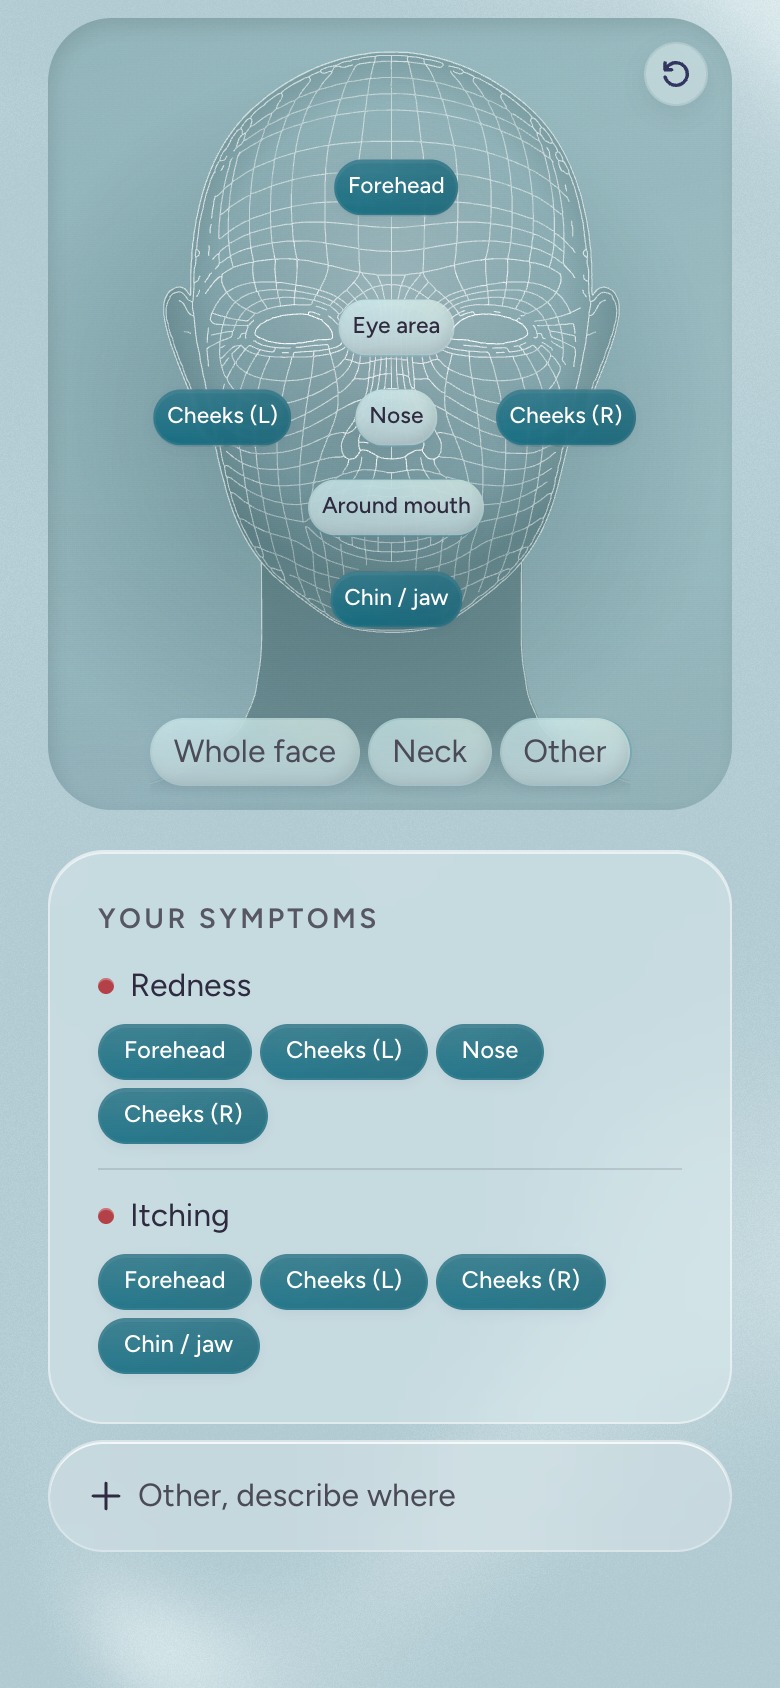 Forehead
Eye area
Cheeks (L) Nose Cheeks (R)
Around mouth
Chin / jaw
Whole face Neck Other
YOUR SYMPTOMS
Redness
Forehead Cheeks (L) Nose
Cheeks (R)
Itching
Forehead Cheeks (L) Cheeks (R)
Chin / jaw
Other, describe where